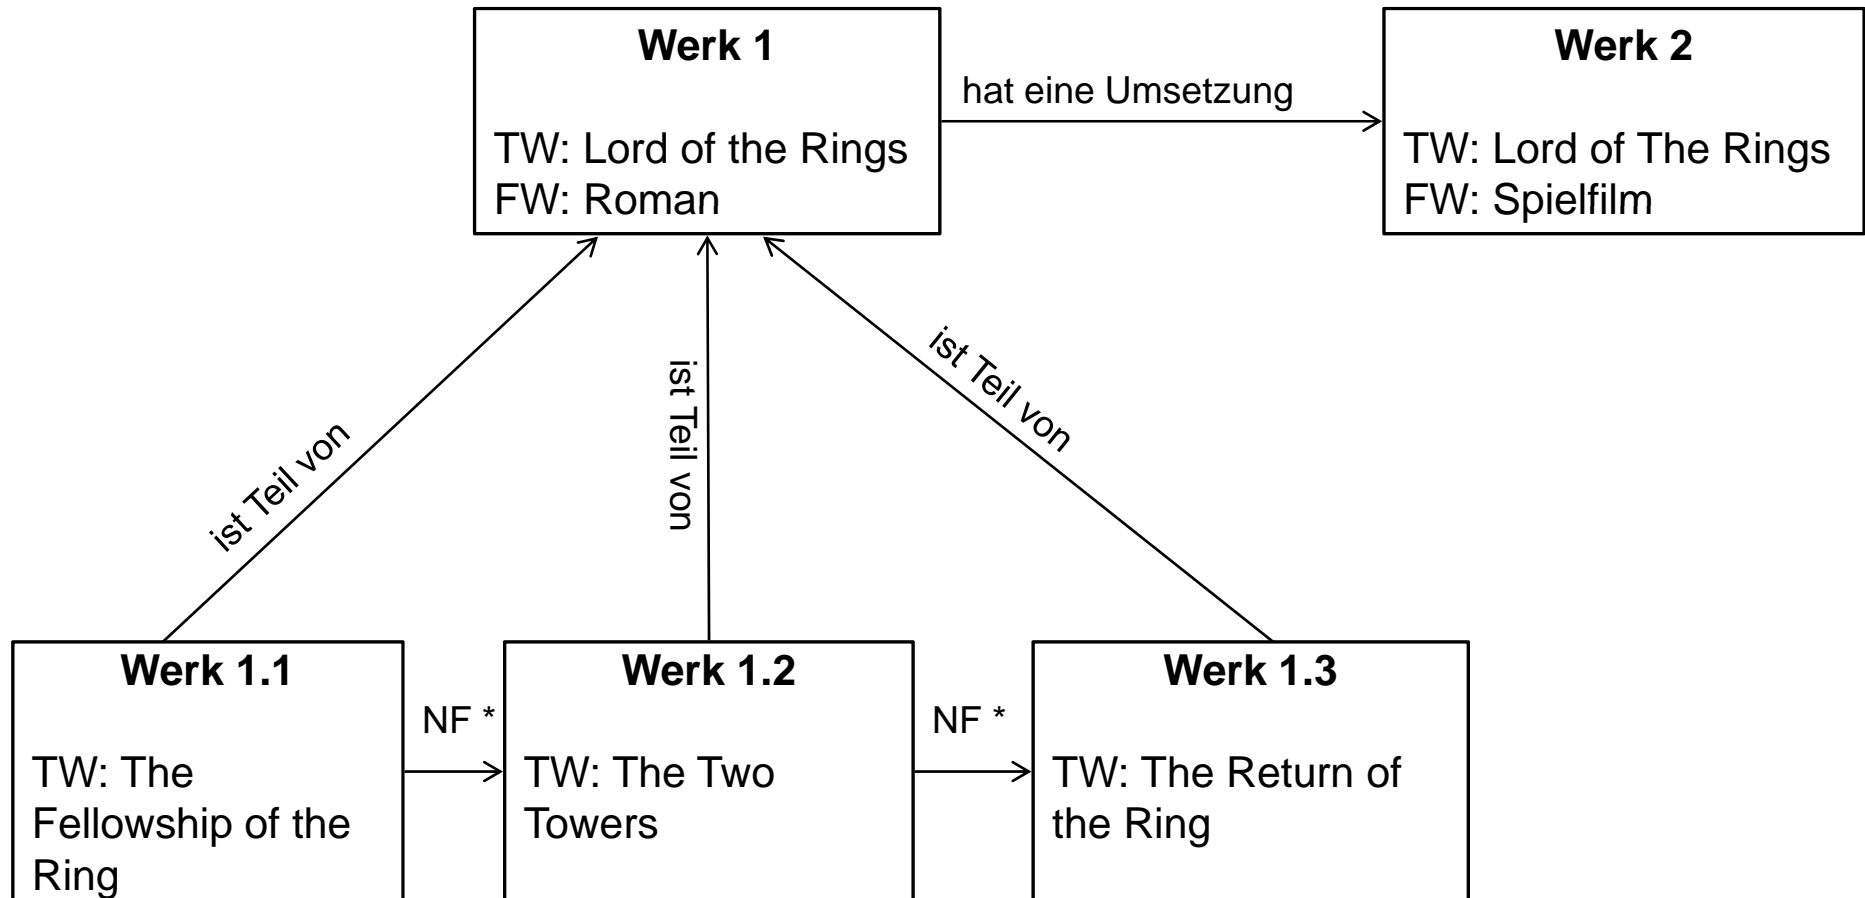 Werk 1
TW: Lord of the Rings
FW: Roman
hat eine Umsetzung
Werk 2
TW: Lord of The Rings
FW: Spielfilm
ist Teil von
ist Teil von
ist Teil von
Werk 1.1
TW: The
Fellowship of the
Ring
NF *
Werk 1.2
TW: The Two
Towers
NF *
Werk 1.3
TW: The Return of
the Ring